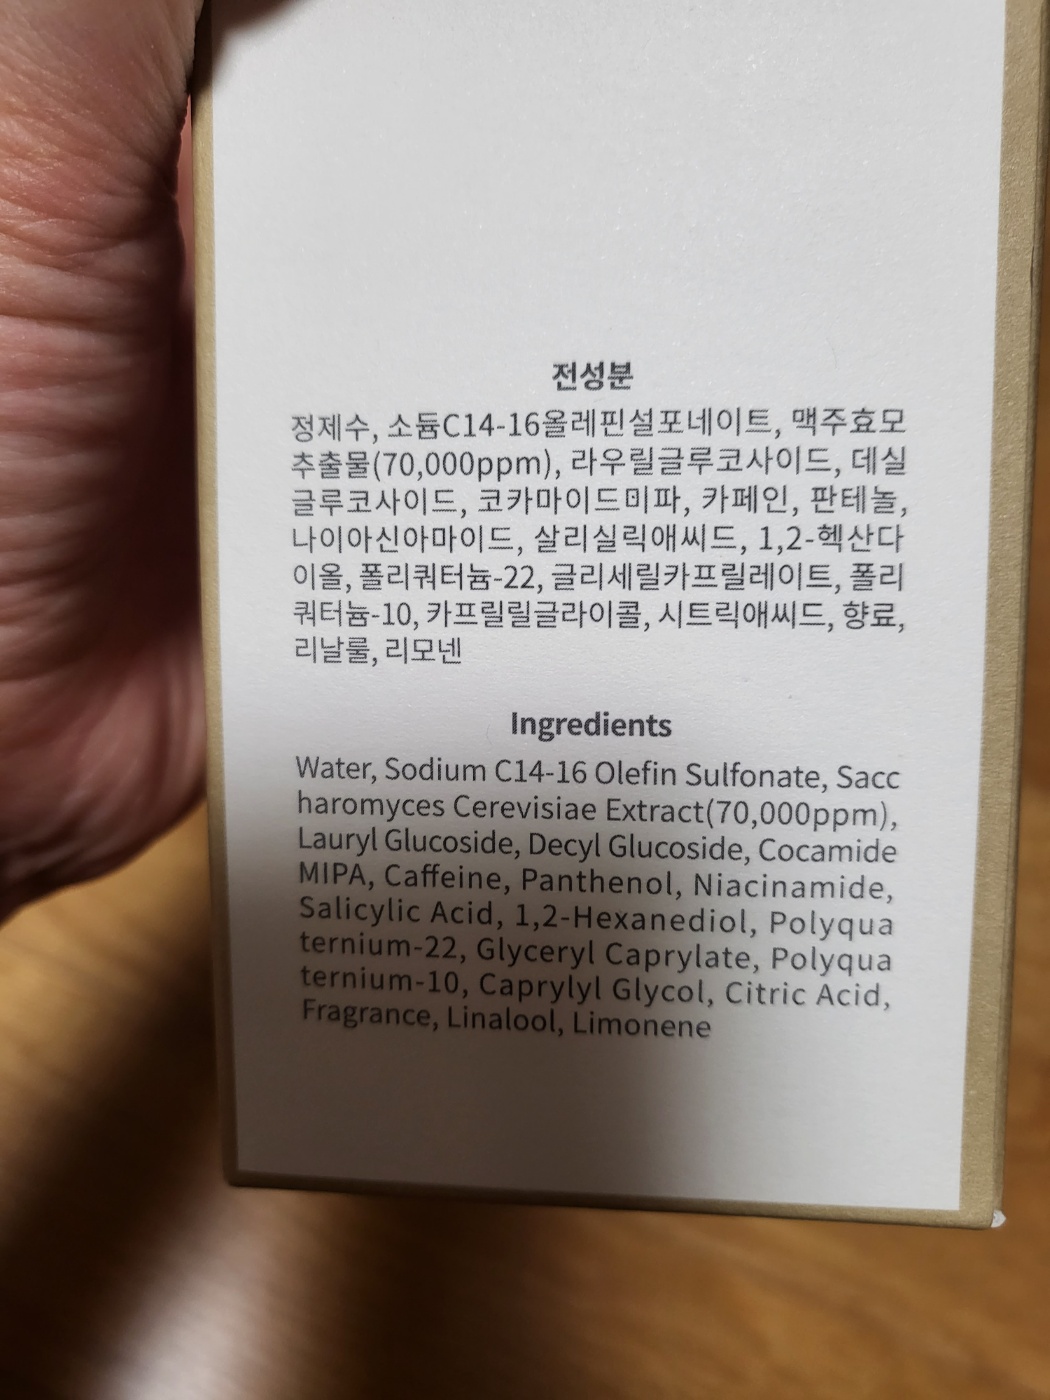 전성분
정제수, 소듐C14-16올레핀설포네이트, 맥주효모
추출물(70,000ppm), 라우릴글루코사이드, 데실
글루코사이드, 코카마이드미파, 카페인, 판테놀,
나이아신아마이드, 살리실릭애씨드, 1,2-헥산다
이올, 폴리쿼터늄-22, 글리세릴카프릴레이트, 폴리
쿼터늄-10, 카프릴릴글라이콜, 시트릭애씨드, 향료,
리날룰, 리모넨
Ingredients
Water, Sodium C14-16 Olefin Sulfonate, Sacc
haromyces Cerevisiae Extract(70,000ppm),
Lauryl Glucoside, Decyl Glucoside, Cocamide
MIPA, Caffeine, Panthenol, Niacinamide,
Salicylic Acid, 1,2-Hexanediol, Polyqua
ternium-22, Glyceryl Caprylate, Polyqua
ternium-10, Caprylyl Glycol, Citric Acid,
Fragrance, Linalool, Limonene